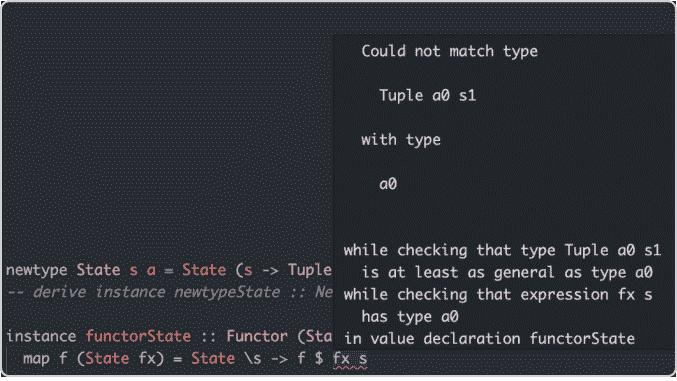 Could not match type
Tuple a0 s1
with type
a0
while checking that type Tuple a0 s1
is at least as general as type a0
while checking that expression fx s
has type a0
in value declaration functorState
newtype State s a = State (s -> Tuple
-- derive instance newtypeState :: Ne
instance functorState :: Functor (Sta
map f (State fx) = State \s -> f $ fx s